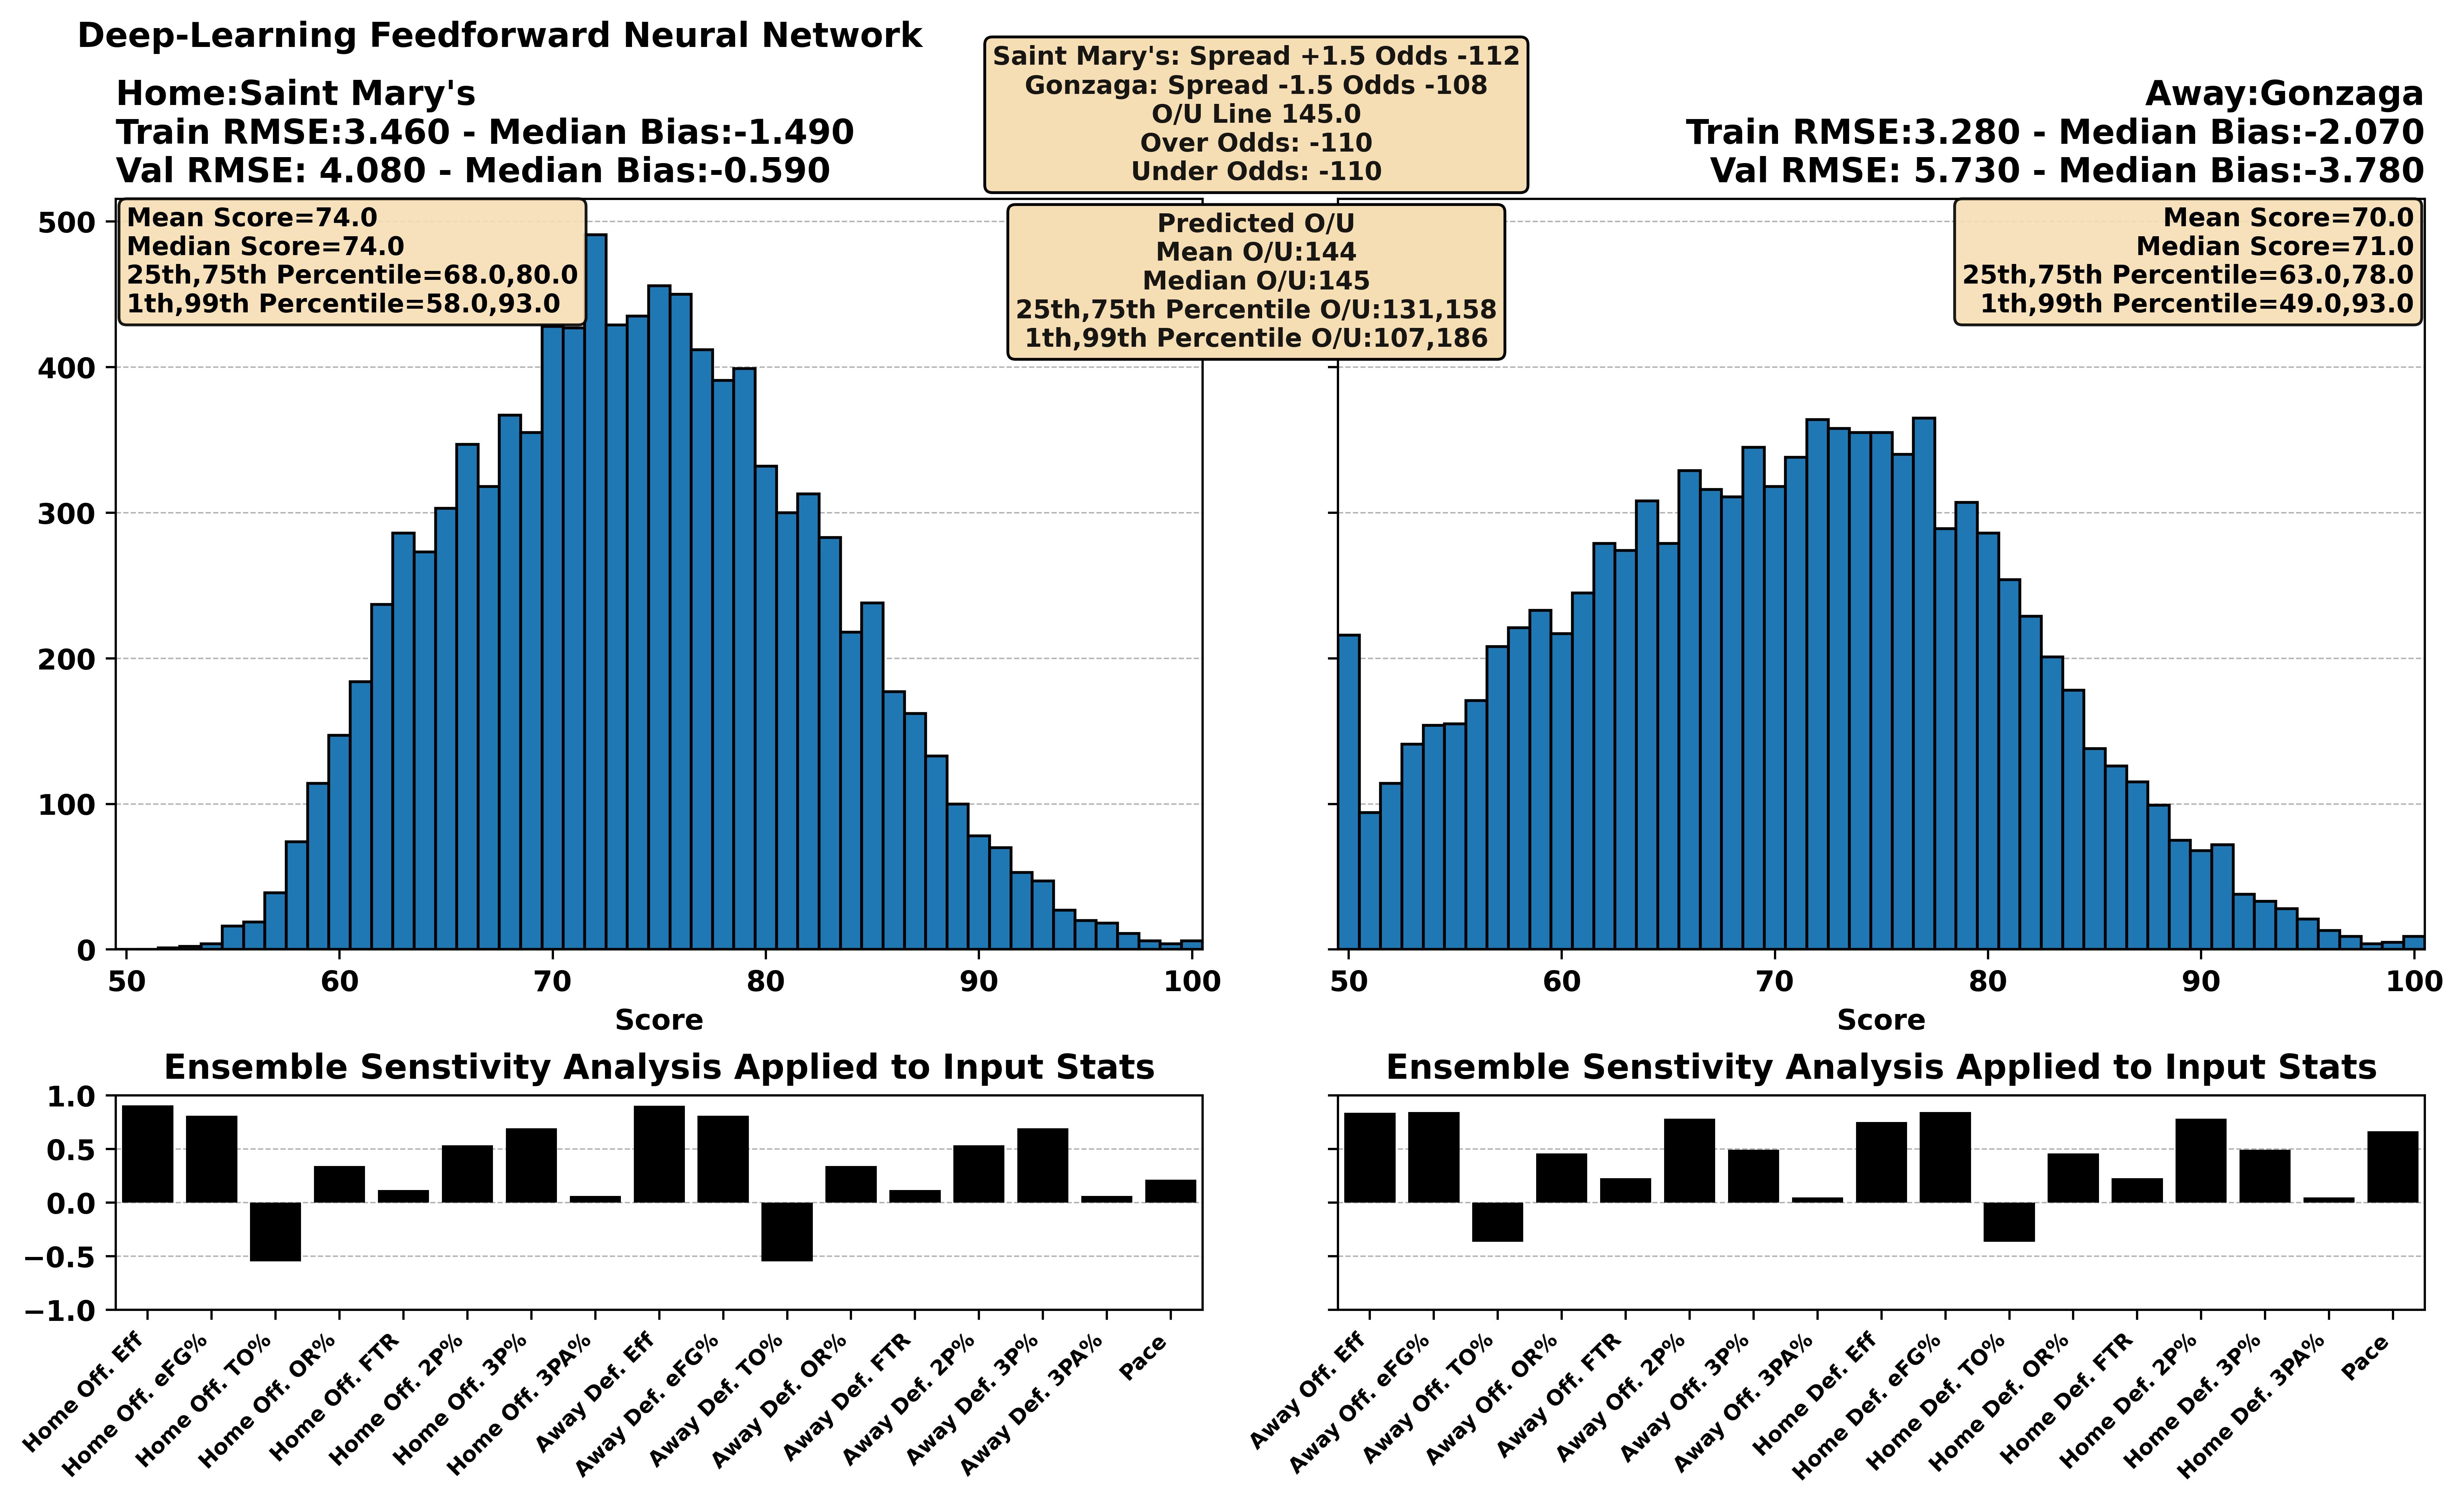 Deep-Learning Feedforward Neural Network
Home:Saint Mary's
Train RMSE:3.460 - Median Bias:-1.490
Val RMSE: 4.080 - Median Bias:-0.590
Saint Mary's: Spread +1.5 Odds -112
Gonzaga: Spread -1.5 Odds -108
O/U Line 145.0
Over Odds: -110
Under Odds: -110
Away:Gonzaga
Train RMSE:3.280 - Median Bias:-2.070
Val RMSE: 5.730 - Median Bias:-3.780
Mean Score=74.0
Median Score=74.0
25th,75th Percentile=68.0,80.0
1th,99th Percentile=58.0,93.0
Predicted O/U
Mean O/U:144
Median O/U:145
25th,75th Percentile O/U:131,158
1th,99th Percentile O/U:107,186
Mean Score=70.0
Median Score=71.0
25th,75th Percentile=63.0,78.0
1th,99th Percentile=49.0,93.0
500
400
300
200
100
0
50 60 70 80 90 100
Score
50 60 70 80 90 100
Score
Ensemble Senstivity Analysis Applied to Input Stats
1.0
0.5
0.0
−0.5
−1.0
Home Off. Eff
Home Off. eFG%
Home Off. TO%
Home Off. OR%
Home Off. FTR
Home Off. 2P%
Home Off. 3P%
Home Off. 3PA%
Away Def. Eff
Away Def. eFG%
Away Def. TO%
Away Def. OR%
Away Def. FTR
Away Def. 2P%
Away Def. 3P%
Away Def. 3PA%
Pace
Ensemble Senstivity Analysis Applied to Input Stats
Away Off. Eff
Away Off. eFG%
Away Off. TO%
Away Off. OR%
Away Off. FTR
Away Off. 2P%
Away Off. 3P%
Away Off. 3PA%
Home Def. Eff
Home Def. eFG%
Home Def. TO%
Home Def. OR%
Home Def. FTR
Home Def. 2P%
Home Def. 3P%
Home Def. 3PA%
Pace